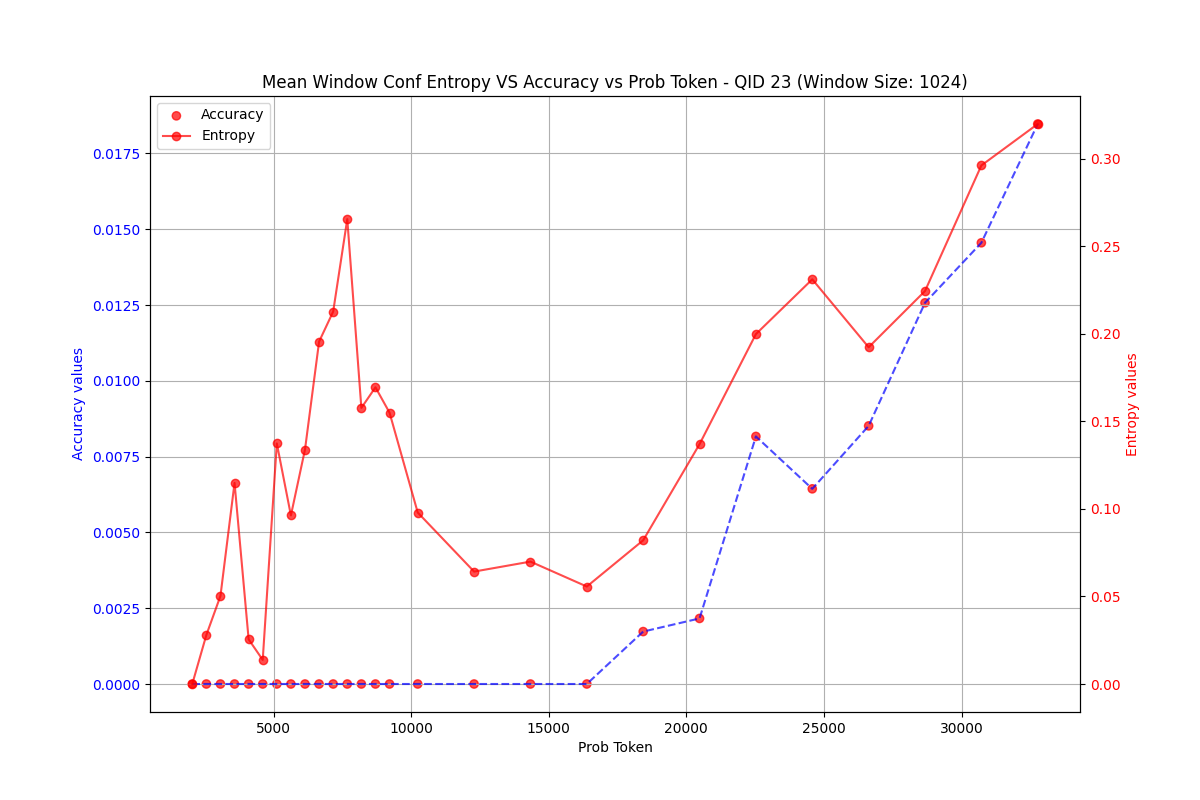 Mean Window Conf Entropy VS Accuracy vs Prob Token - QID 23 (Window Size: 1024)
Accuracy
Entropy
0.0175
0.0150
0.0125
0.0100
0.0075
0.0050
0.0025
0.0000
Accuracy values
0.30
0.25
0.20
0.15
0.10
0.05
0.00
Entropy values
5000 10000 15000 20000 25000 30000
Prob Token